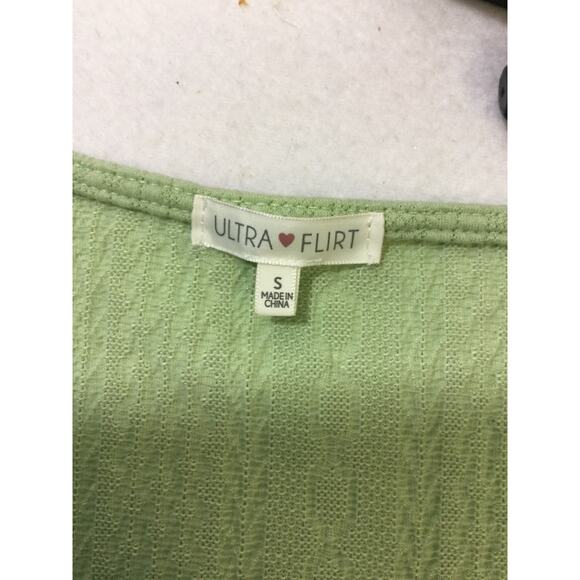 ULTRA ♥ FLIRT
S
MADE IN
CHINA